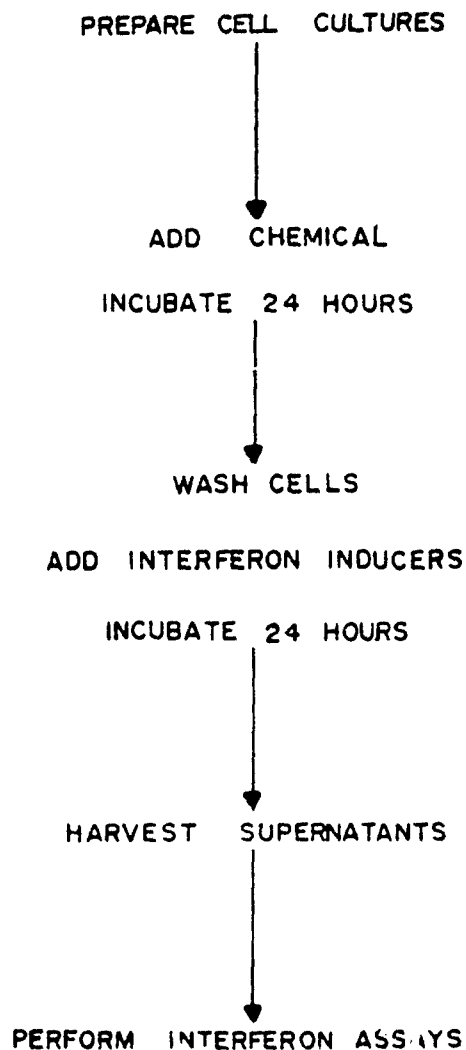 PREPARE CELL CULTURES
ADD CHEMICAL
INCUBATE 24 HOURS
WASH CELLS
ADD INTERFERON INDUCERS
INCUBATE 24 HOURS
HARVEST SUPERNATANTS
PERFORM INTERFERON ASSAYS